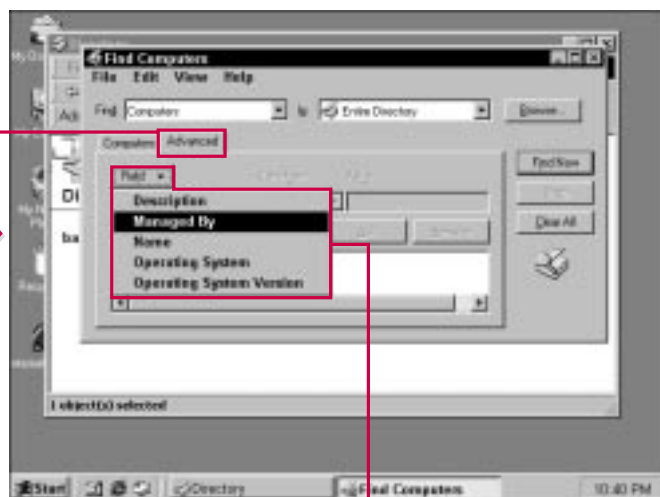 Find Computers
File Edit View Help
Find: Computers In: Entire Directory Browse...
Computers Advanced
Field
Find Now
Description
Managed By
Name
Operating System
Operating System Version
Clear All
1 object(s) selected
Start Directory Find Computers 10:40 PM